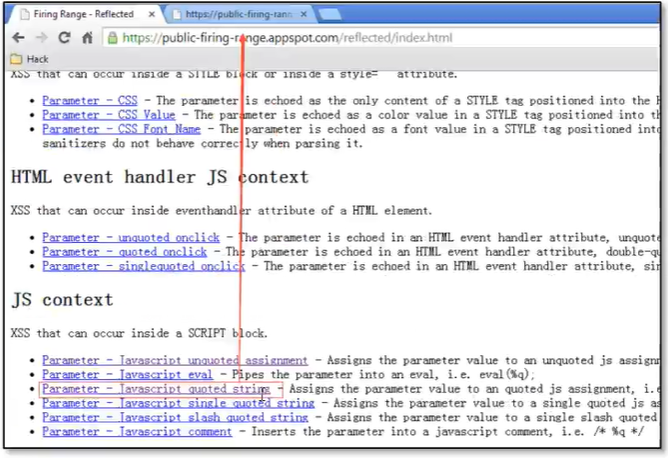 Firing Range - Reflected
https://public-firing-ran
https://public-firing-range.appspot.com/reflected/index.html
Hack
XSS that can occur inside a STYLE block or inside a style= attribute.
Parameter - CSS - The parameter is echoed as the only content of a STYLE tag positioned into the
Parameter - CSS Value - The parameter is echoed as a color value in a STYLE tag positioned into
Parameter - CSS Font Name - The parameter is echoed as a font value in a STYLE tag positioned into
sanitizers do not behave correctly when parsing it.
HTML event handler JS context
XSS that can occur inside eventhandler attribute of a HTML element.
Parameter - unquoted onclick - The parameter is echoed in an HTML event handler attribute, unquote
Parameter - quoted onclick - The parameter is echoed in an HTML event handler attribute, double-qu
Parameter - singlequoted onclick - The parameter is echoed in an HTML event handler attribute, sin
JS context
XSS that can occur inside a SCRIPT block.
Parameter - Javascript unquoted assignment - Assigns the parameter value to an unquoted js assignm
Parameter - Javascript eval - Pipes the parameter into an eval, i.e. eval(%q);
Parameter - Javascript quoted string - Assigns the parameter value to an quoted js assignment, i.e
Parameter - Javascript single quoted string - Assigns the parameter value to a single quoted js as
Parameter - Javascript slash quoted string - Assigns the parameter value to a single slash quoted
Parameter - Javascript comment - Inserts the parameter into a javascript comment, i.e. /* %q */